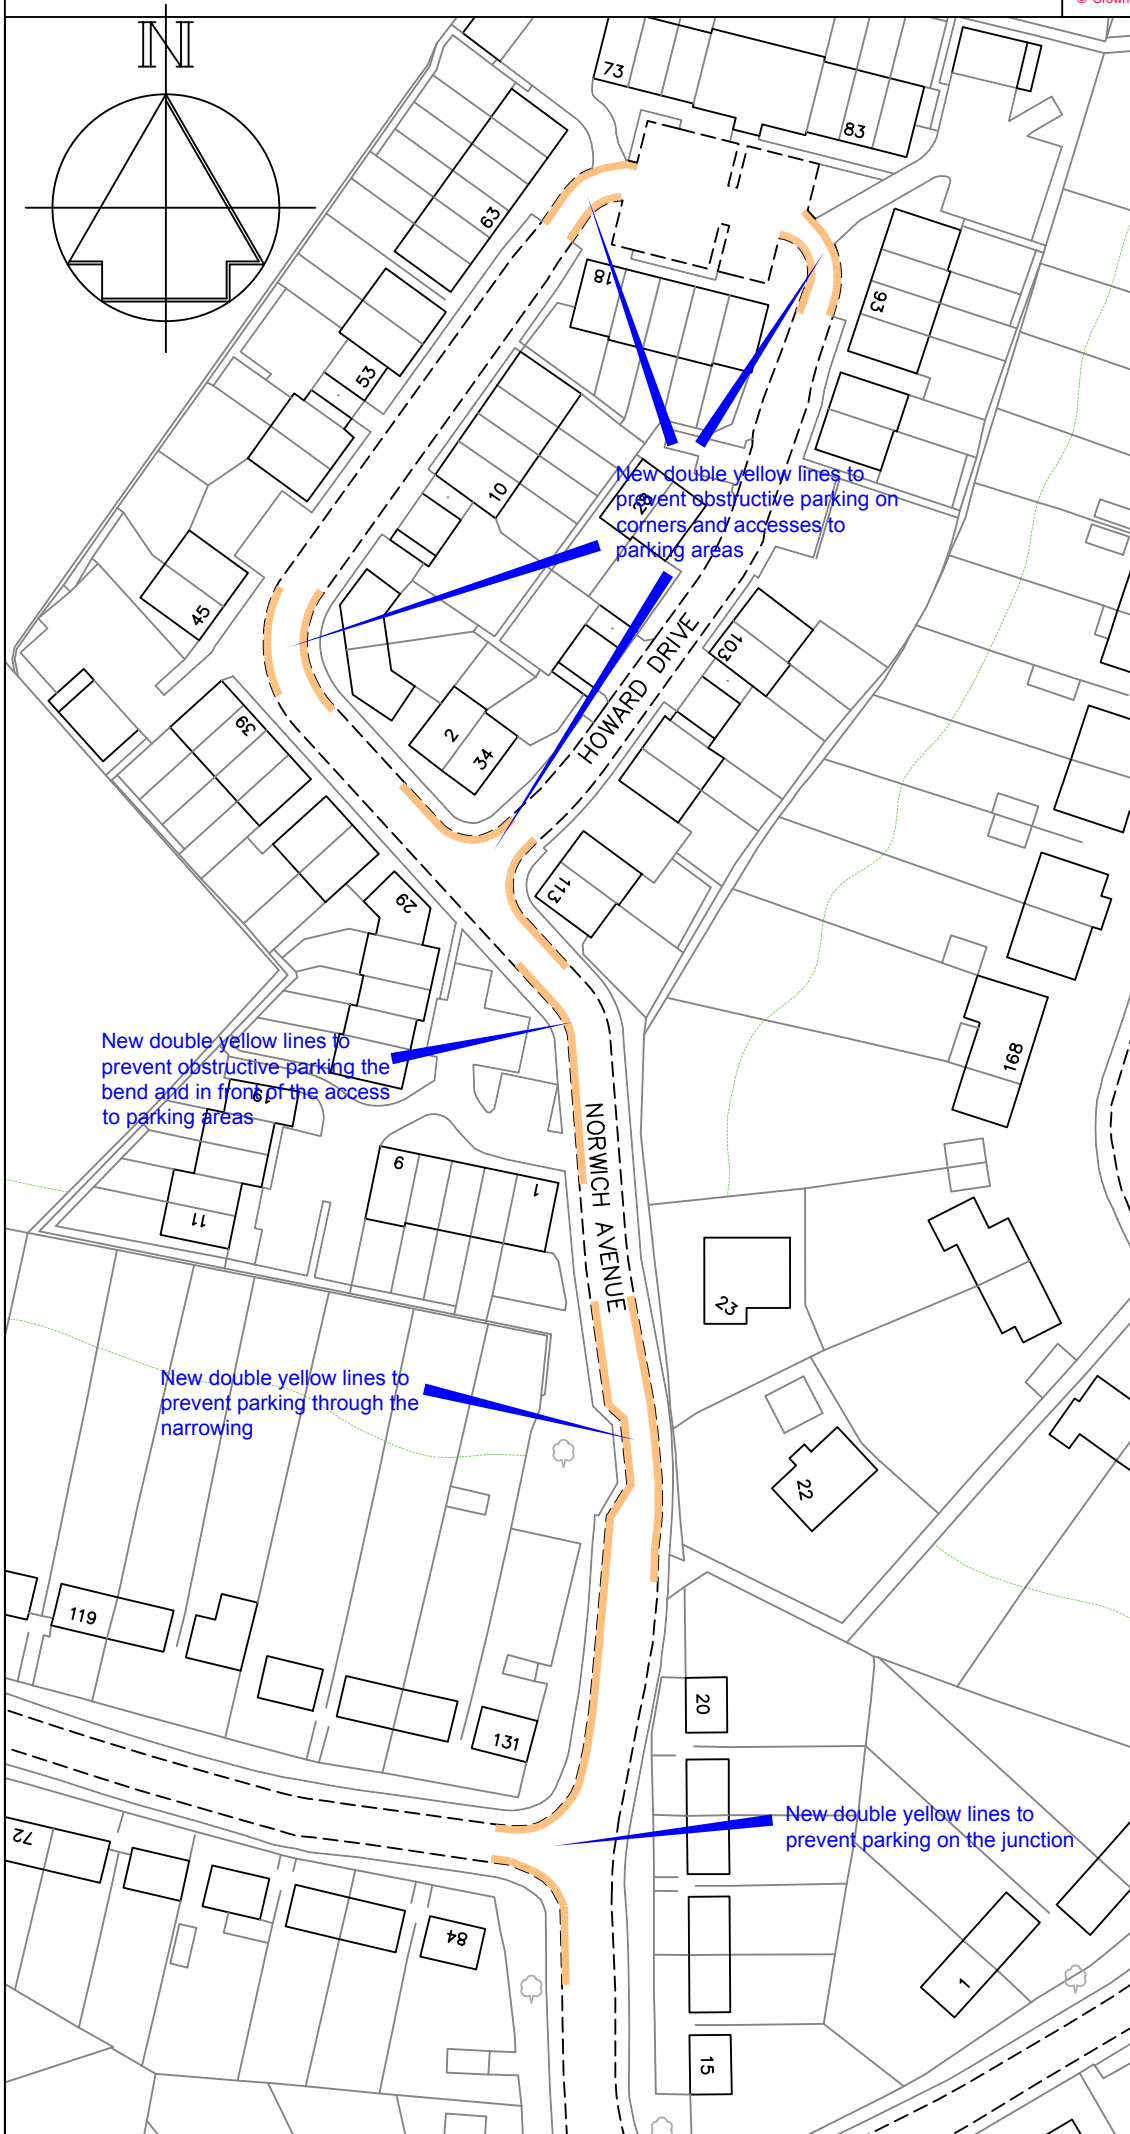 © Crown
N
73
83
63
18
93
53
New double yellow lines to
prevent obstructive parking on
corners and accesses to
parking areas
10
28
45
HOWARD DRIVE
103
39
2
34
113
29
New double yellow lines to
prevent obstructive parking the
bend and in front of the access
to parking areas
19
168
NORWICH AVENUE
9
1
11
23
New double yellow lines to
prevent parking through the
narrowing
22
119
20
131
New double yellow lines to
prevent parking on the junction
72
84
1
15